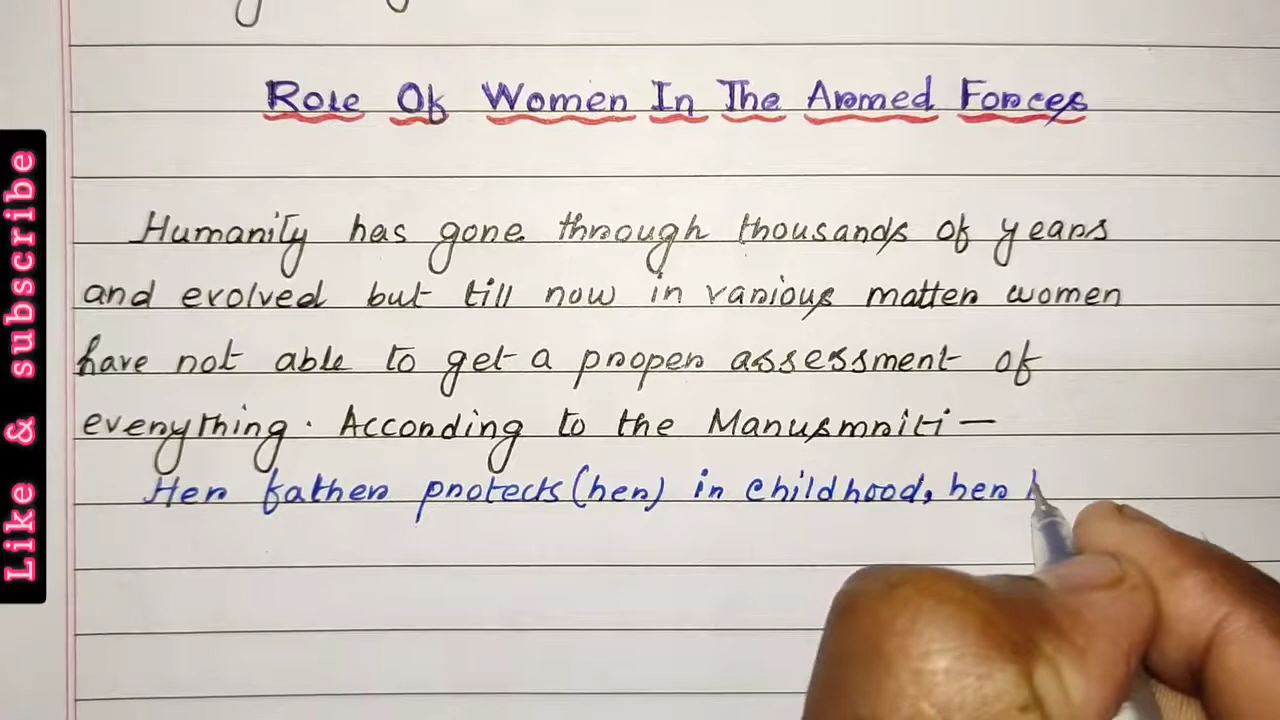 Role Of Women In The Armed Forces
Humanity has gone through thousands of years
and evolved but till now in various matter women
have not able to get a proper assessment of
everything. According to the Manusmriti —
Her father protects (her) in childhood, her
Like & subscribe